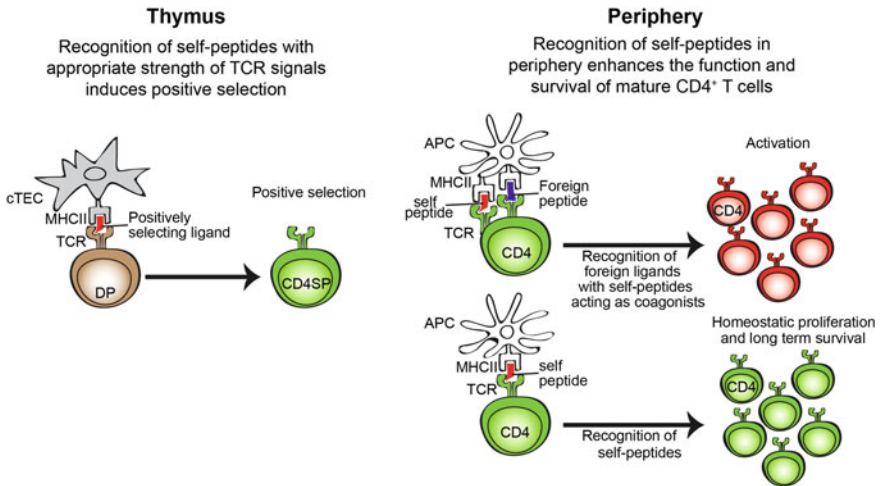 Thymus
Recognition of self-peptides with
appropriate strength of TCR signals
induces positive selection
cTEC
MHCII
TCR
Positively
selecting ligand
DP
Positive selection
CD4SP
Periphery
Recognition of self-peptides in
periphery enhances the function and
survival of mature CD4⁺ T cells
APC
MHCII
self
peptide
TCR
Foreign
peptide
CD4
Recognition of
foreign ligands
with self-peptides
acting as coagonists
Activation
CD4
APC
MHCII
TCR
self
peptide
CD4
Recognition of
self-peptides
Homeostatic proliferation
and long term survival
CD4